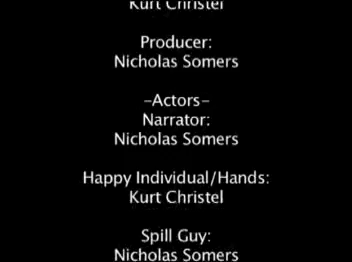 Kurt Christel
Producer:
Nicholas Somers
-Actors-
Narrator:
Nicholas Somers
Happy Individual/Hands:
Kurt Christel
Spill Guy:
Nicholas Somers